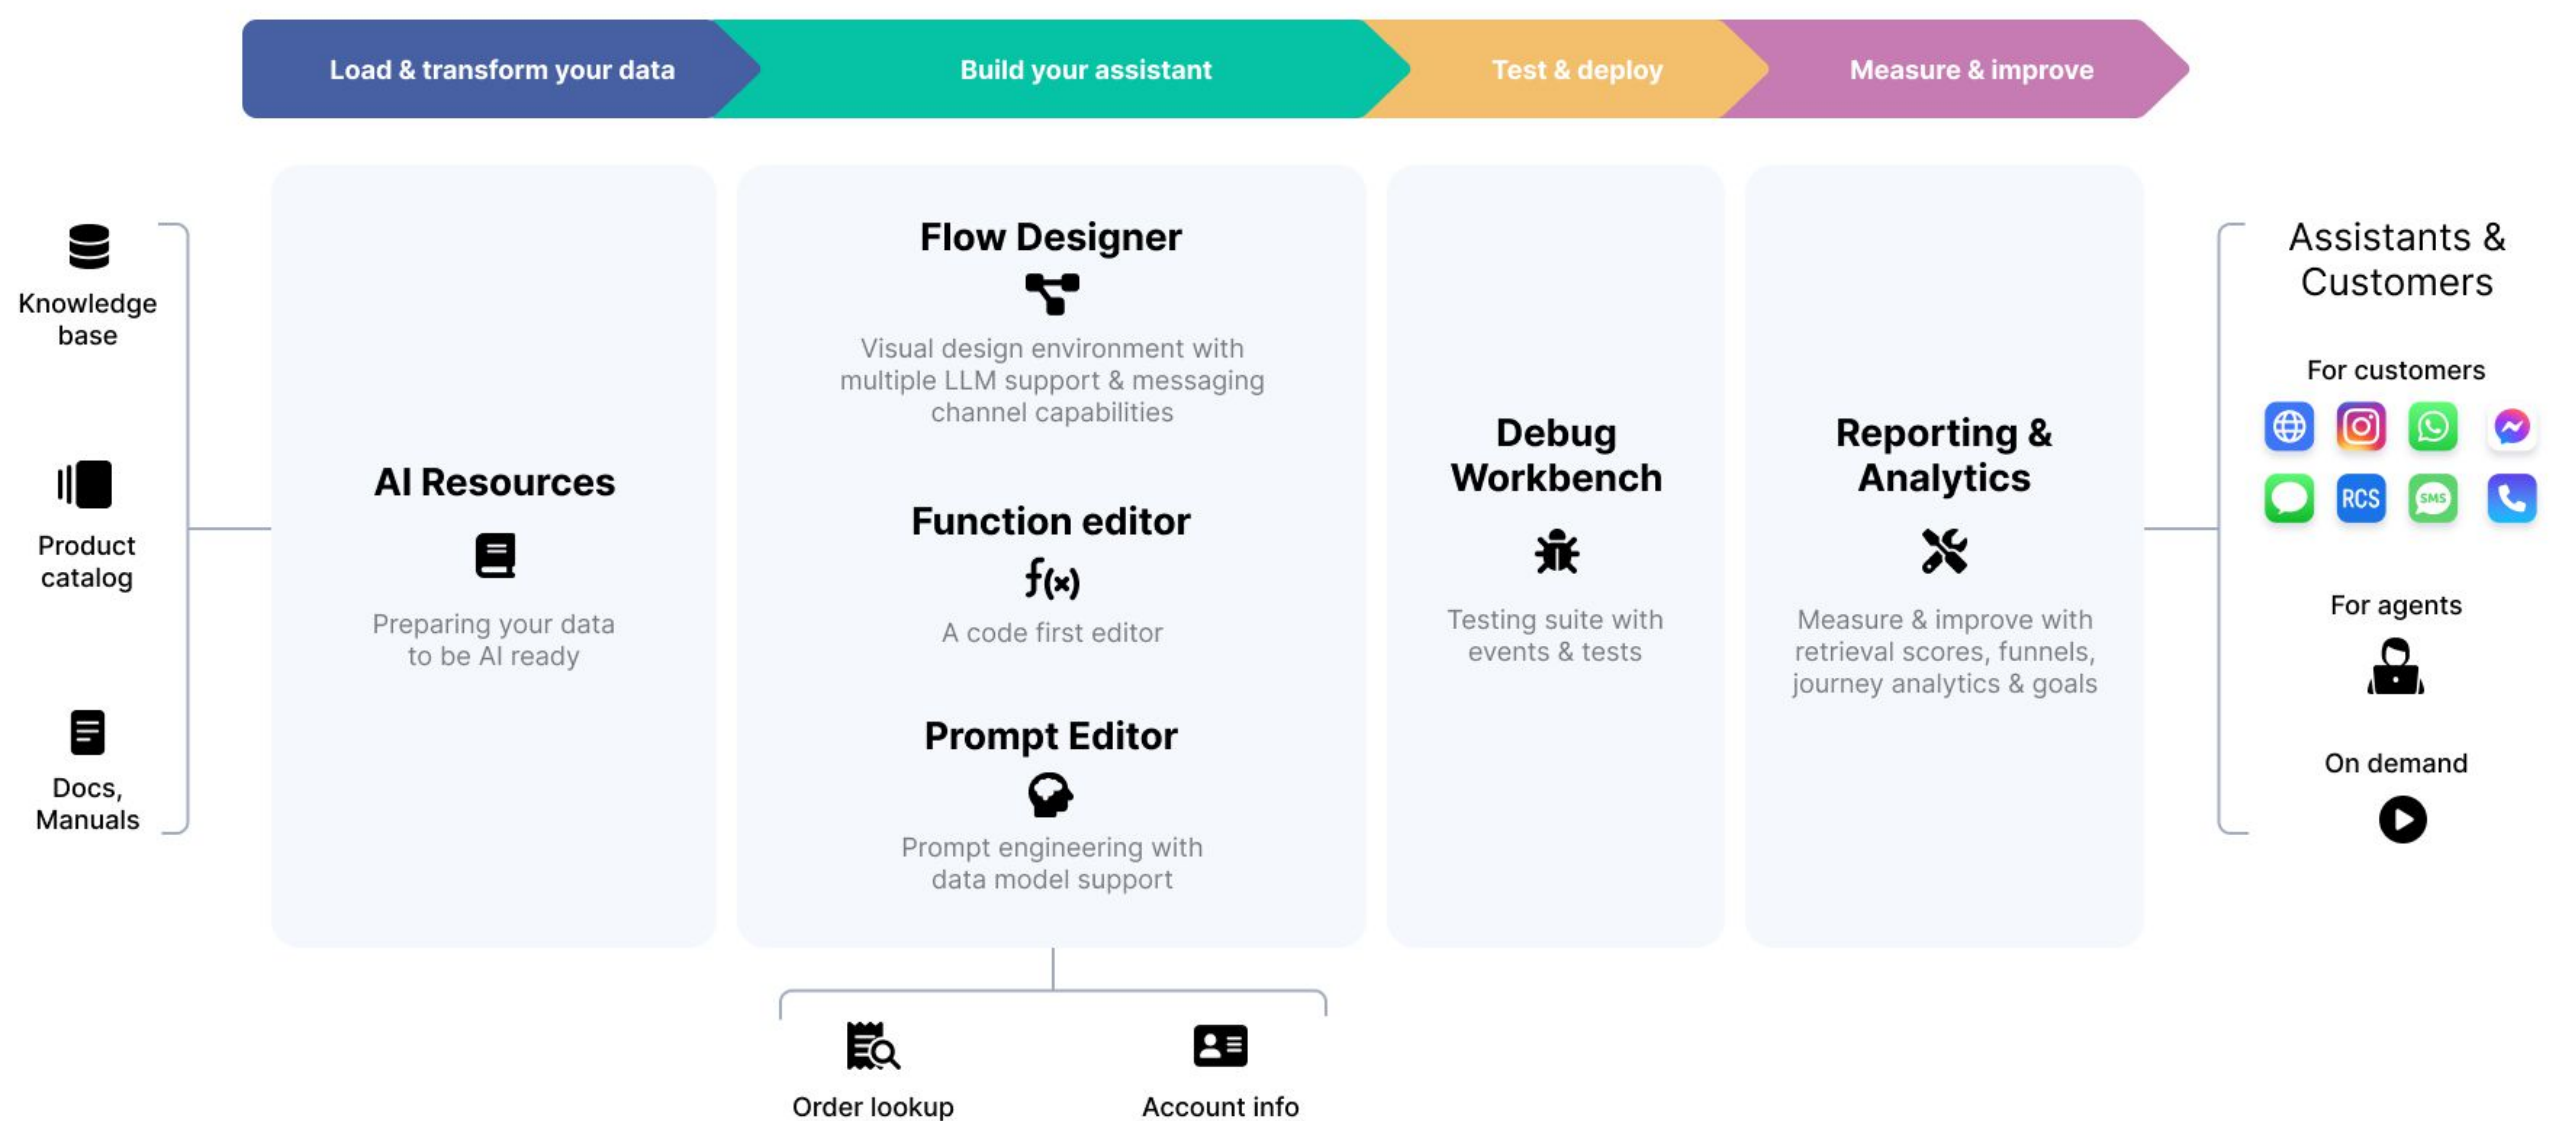 Load & transform your data
Build your assistant
Test & deploy
Measure & improve
Knowledge
base
Product
catalog
Docs,
Manuals
AI Resources
Preparing your data
to be AI ready
Flow Designer
Visual design environment with
multiple LLM support & messaging
channel capabilities
Function editor
f(x)
A code first editor
Prompt Editor
Prompt engineering with
data model support
Order lookup
Account info
Debug
Workbench
Testing suite with
events & tests
Reporting &
Analytics
Measure & improve with
retrieval scores, funnels,
journey analytics & goals
Assistants &
Customers
For customers
RCS
SMS
For agents
On demand